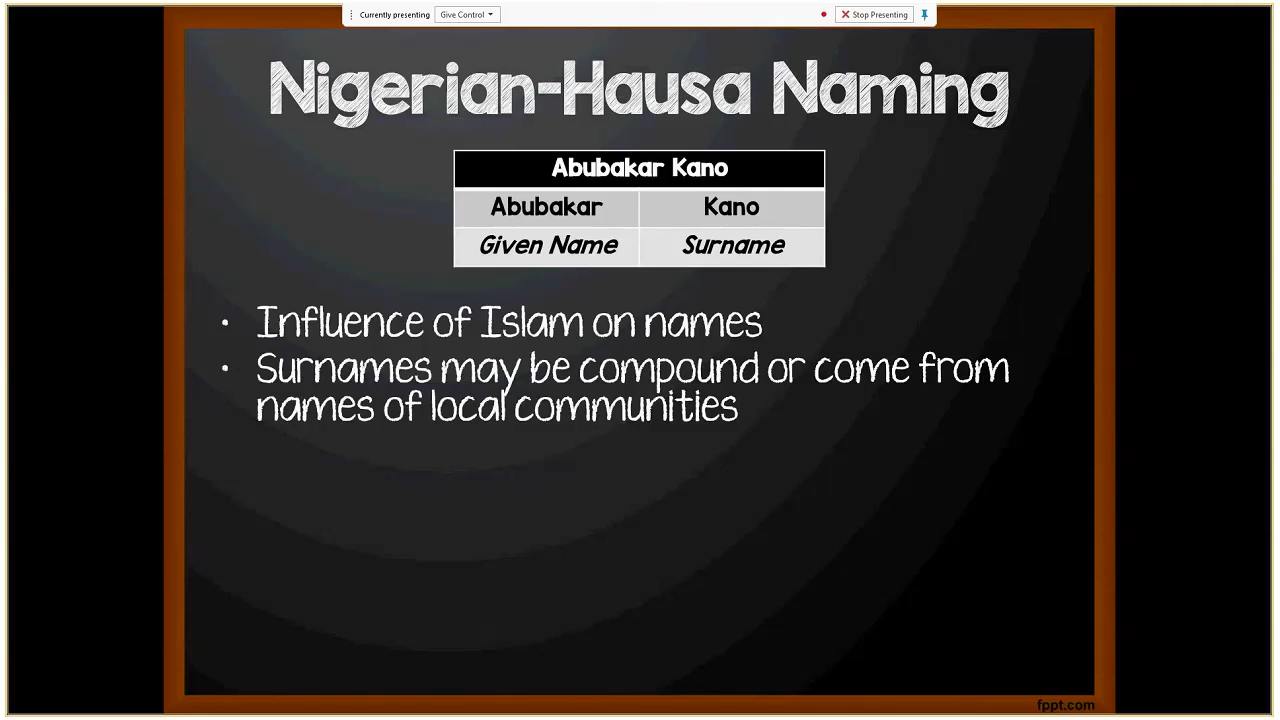 Currently presenting Give Control Stop Presenting
Nigerian-Hausa Naming
Abubakar Kano
Abubakar Kano
Given Name Surname
• Influence of Islam on names
• Surnames may be compound or come from
names of local communities
fppt.com